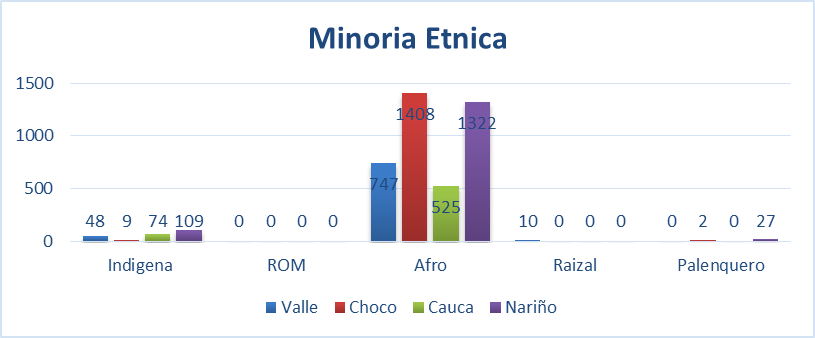 Minoria Etnica
1500
1000
500
0
48 9 74 109 0 0 0 0 747 1408 525 1322 10 0 0 0 0 2 0 27
Indigena ROM Afro Raizal Palenquero
Valle Choco Cauca Nariño